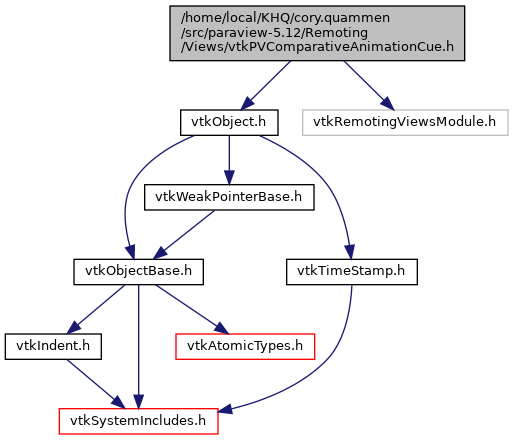 /home/local/KHQ/cory.quammen
/src/paraview-5.12/Remoting
/Views/vtkPVComparativeAnimationCue.h
vtkObject.h
vtkRemotingViewsModule.h
vtkWeakPointerBase.h
vtkObjectBase.h
vtkTimeStamp.h
vtkIndent.h
vtkAtomicTypes.h
vtkSystemIncludes.h